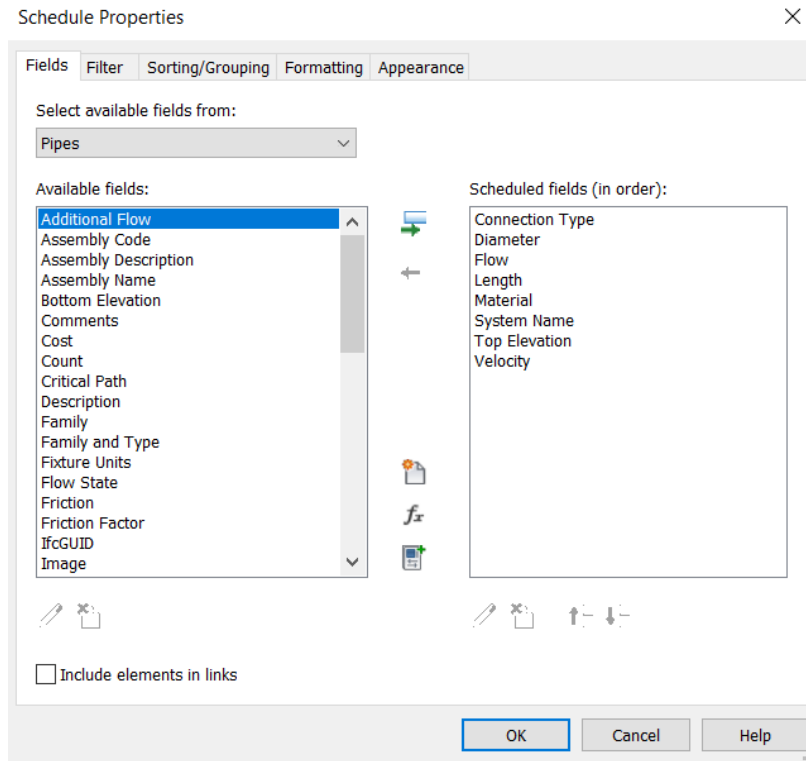 Schedule Properties
Fields Filter Sorting/Grouping Formatting Appearance
Select available fields from:
Pipes
Available fields:
Additional Flow
Assembly Code
Assembly Description
Assembly Name
Bottom Elevation
Comments
Cost
Count
Critical Path
Description
Family
Family and Type
Fixture Units
Flow State
Friction
Friction Factor
IfcGUID
Image
fx
Scheduled fields (in order):
Connection Type
Diameter
Flow
Length
Material
System Name
Top Elevation
Velocity
Include elements in links
OK Cancel Help